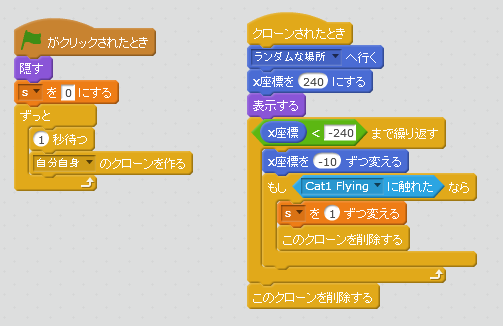 がクリックされたとき
隠す
s を 0 にする
ずっと
1 秒待つ
自分自身 のクローンを作る
クローンされたとき
ランダムな場所 へ行く
x座標を 240 にする
表示する
x座標 < -240 まで繰り返す
x座標を -10 ずつ変える
もし Cat1 Flying に触れた なら
s を 1 ずつ変える
このクローンを削除する
このクローンを削除する